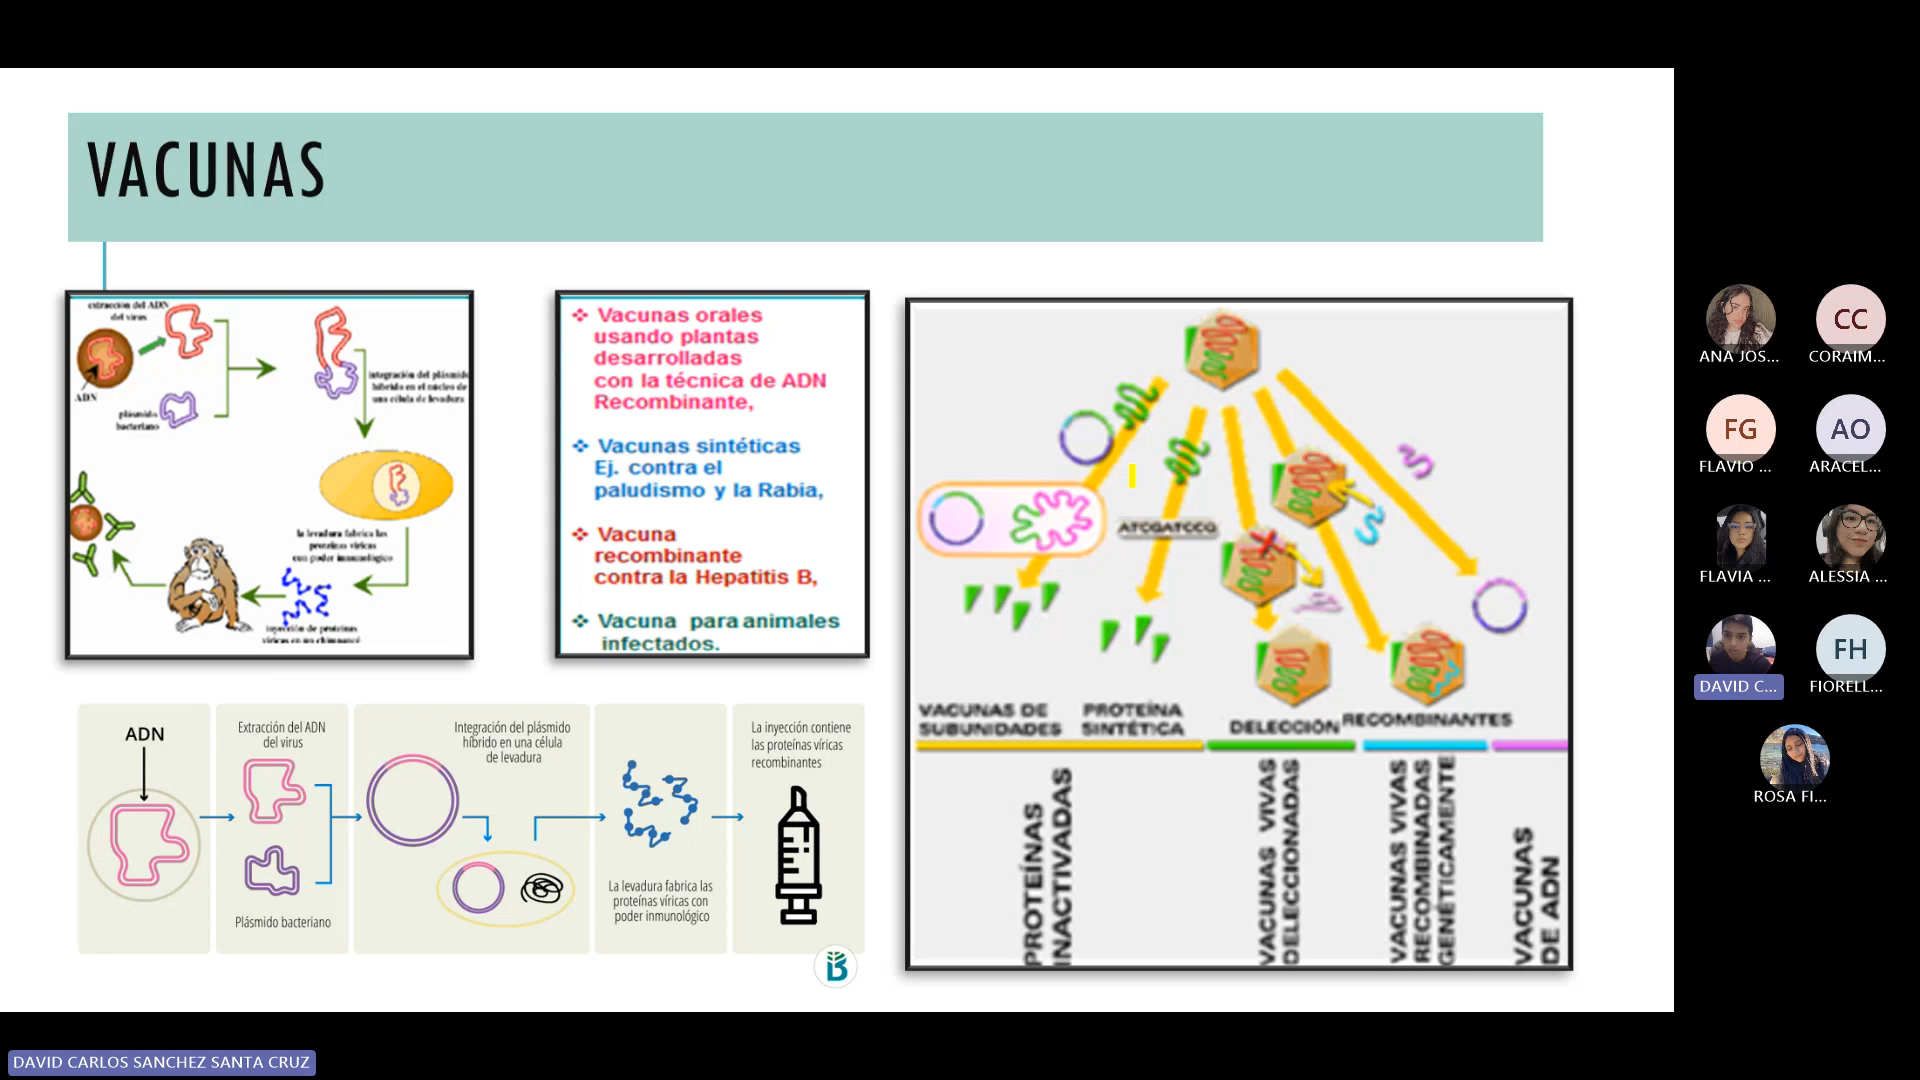 VACUNAS
extracción del ADN
del virus
ADN
plásmido
bacteriano
integración del plásmido
híbrido en el núcleo de
una célula de levadura
la levadura fabrica las
proteínas víricas
con poder inmunológico
inyección de proteínas
víricas en un chimpancé
❖ Vacunas orales
usando plantas
desarrolladas
con la técnica de ADN
Recombinante,
❖ Vacunas sintéticas
Ej. contra el
paludismo y la Rabia,
❖ Vacuna
recombinante
contra la Hepatitis B,
❖ Vacuna para animales
infectados.
ATCGATCCG
VACUNAS DE
SUBUNIDADES
PROTEÍNA
SINTÉTICA
DELECCIÓN
RECOMBINANTES
PROTEÍNAS
INACTIVADAS
VACUNAS VIVAS
DELECCIONADAS
VACUNAS VIVAS
RECOMBINADAS
GENÉTICAMENTE
VACUNAS
DE ADN
ADN
Extracción del ADN
del virus
Plásmido bacteriano
Integración del plásmido
híbrido en una célula
de levadura
La levadura fabrica las
proteínas víricas con
poder inmunológico
La inyección contiene
las proteínas víricas
recombinantes
B
ANA JOS...
CC
CORAIM...
FG
FLAVIO ...
AO
ARACEL...
FLAVIA ...
ALESSIA ...
DAVID C...
FH
FIORELL...
ROSA FI...
DAVID CARLOS SANCHEZ SANTA CRUZ